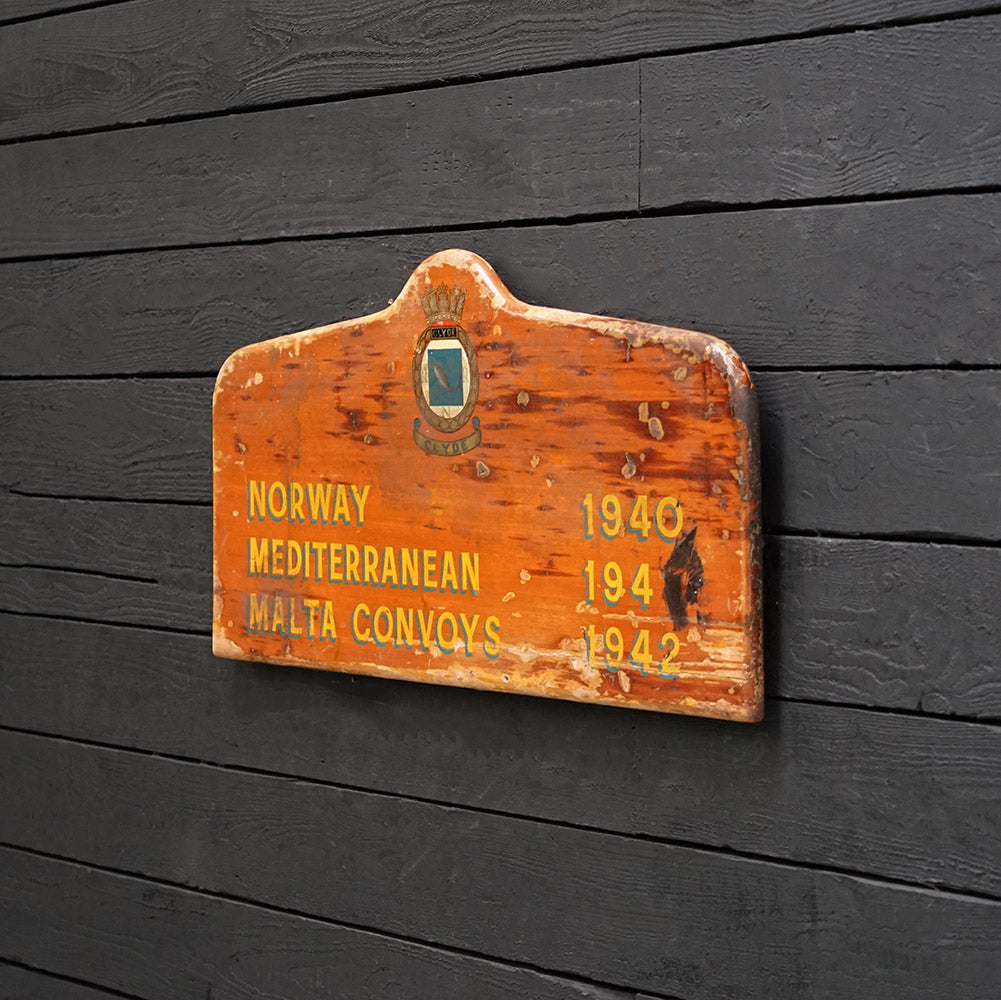 CLYDE
CLYDE
NORWAY 1940
MEDITERRANEAN 194
MALTA CONVOYS 1942